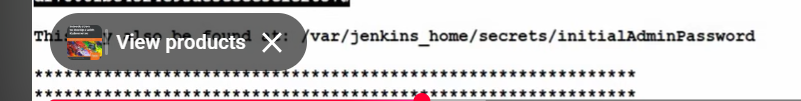 This may also be found at: /var/jenkins_home/secrets/initialAdminPassword
View products
*************************************************************
*************************************************************